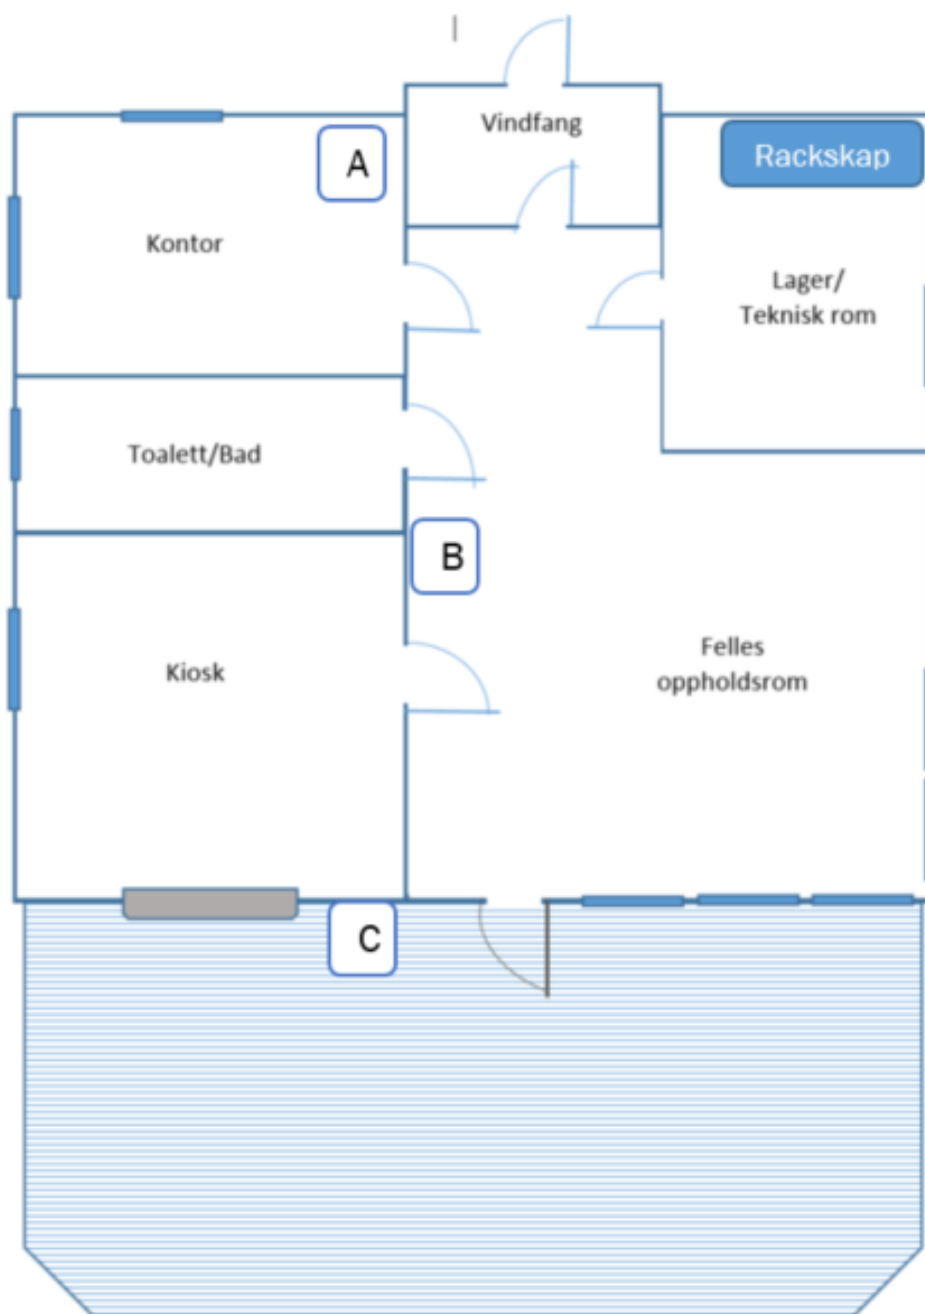 Vindfang
A
Rackskap
Kontor
Lager/
Teknisk rom
Toalett/Bad
B
Kiosk
Felles
oppholdsrom
C